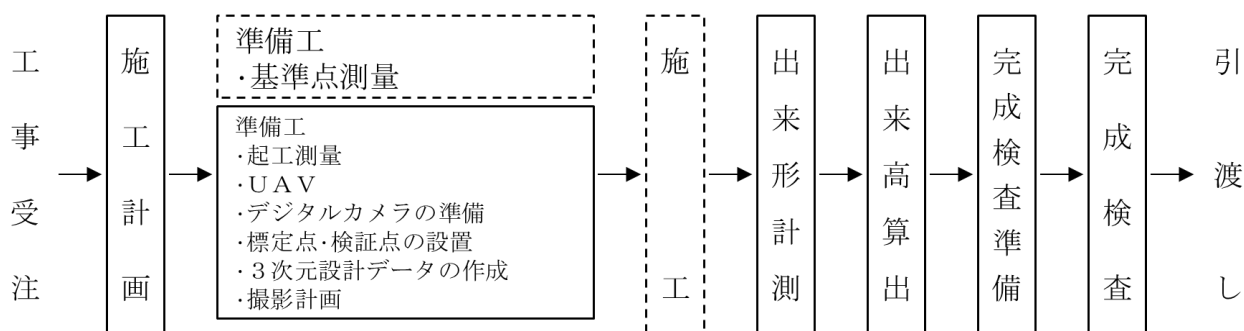 工事受注
施工計画
準備工
・基準点測量
準備工
・起工測量
・ＵＡＶ
・デジタルカメラの準備
・標定点・検証点の設置
・３次元設計データの作成
・撮影計画
施工
出来形計測
出来高算出
完成検査準備
完成検査
引渡し